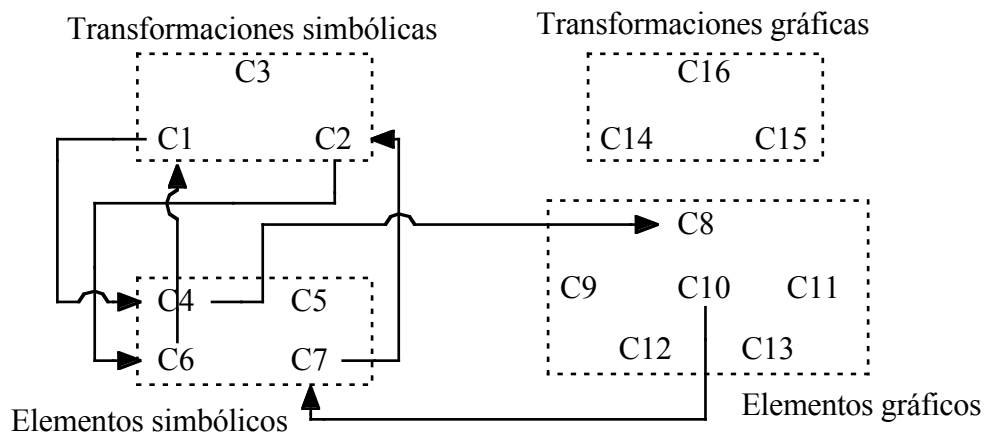 Transformaciones simbólicas
Transformaciones gráficas
C3
C16
C1
C2
C14
C15
C8
C4
C5
C9
C10
C11
C6
C7
C12
C13
Elementos simbólicos
Elementos gráficos